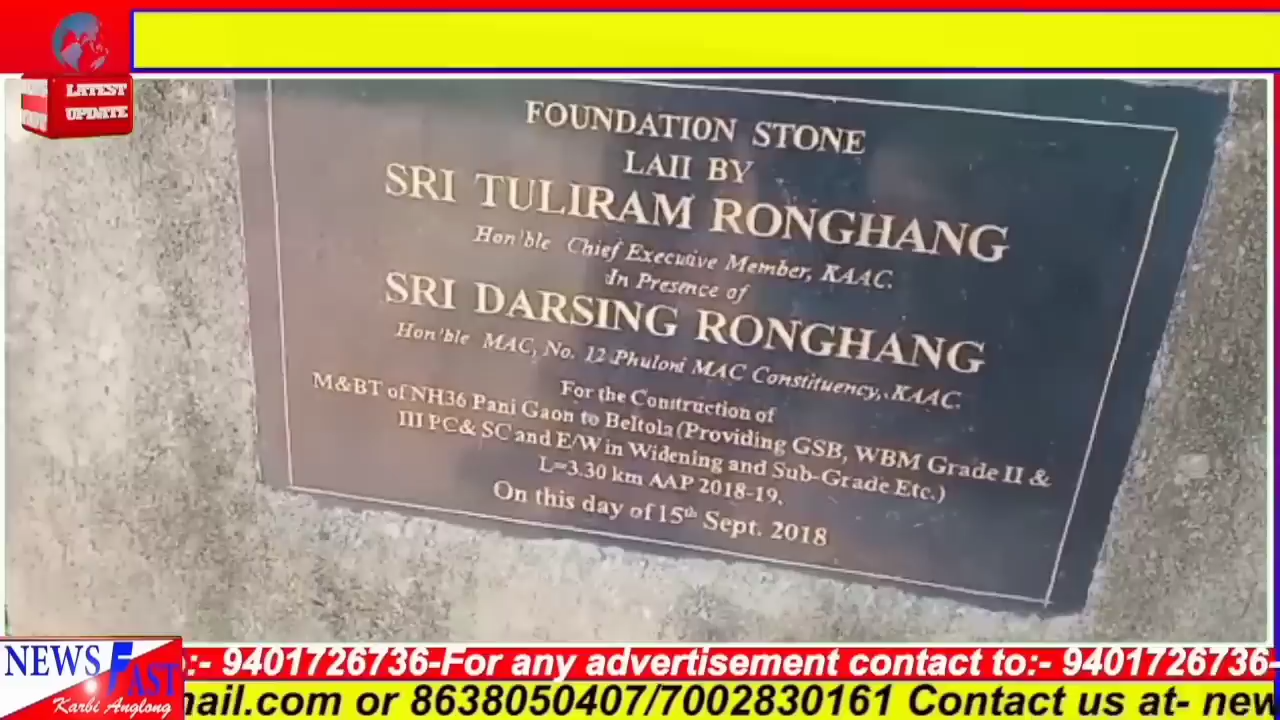 LATEST
UPDATE
FOUNDATION STONE
LAII BY
SRI TULIRAM RONGHANG
Hon'ble Chief Executive Member, KAAC.
In Presence of
SRI DARSING RONGHANG
Hon'ble MAC, No. 12 Phuloni MAC Constituency, KAAC.
For the Construction of
M&BT of NH36 Pani Gaon to Beltola (Providing GSB, WBM Grade II &
III PC& SC and E/W in Widening and Sub-Grade Etc.)
L=3.30 km AAP 2018-19.
On this day of 15th Sept. 2018
NEWS FAST
Karbi Anglong
o:- 9401726736-For any advertisement contact to:- 9401726736-
mail.com or 8638050407/7002830161 Contact us at- new